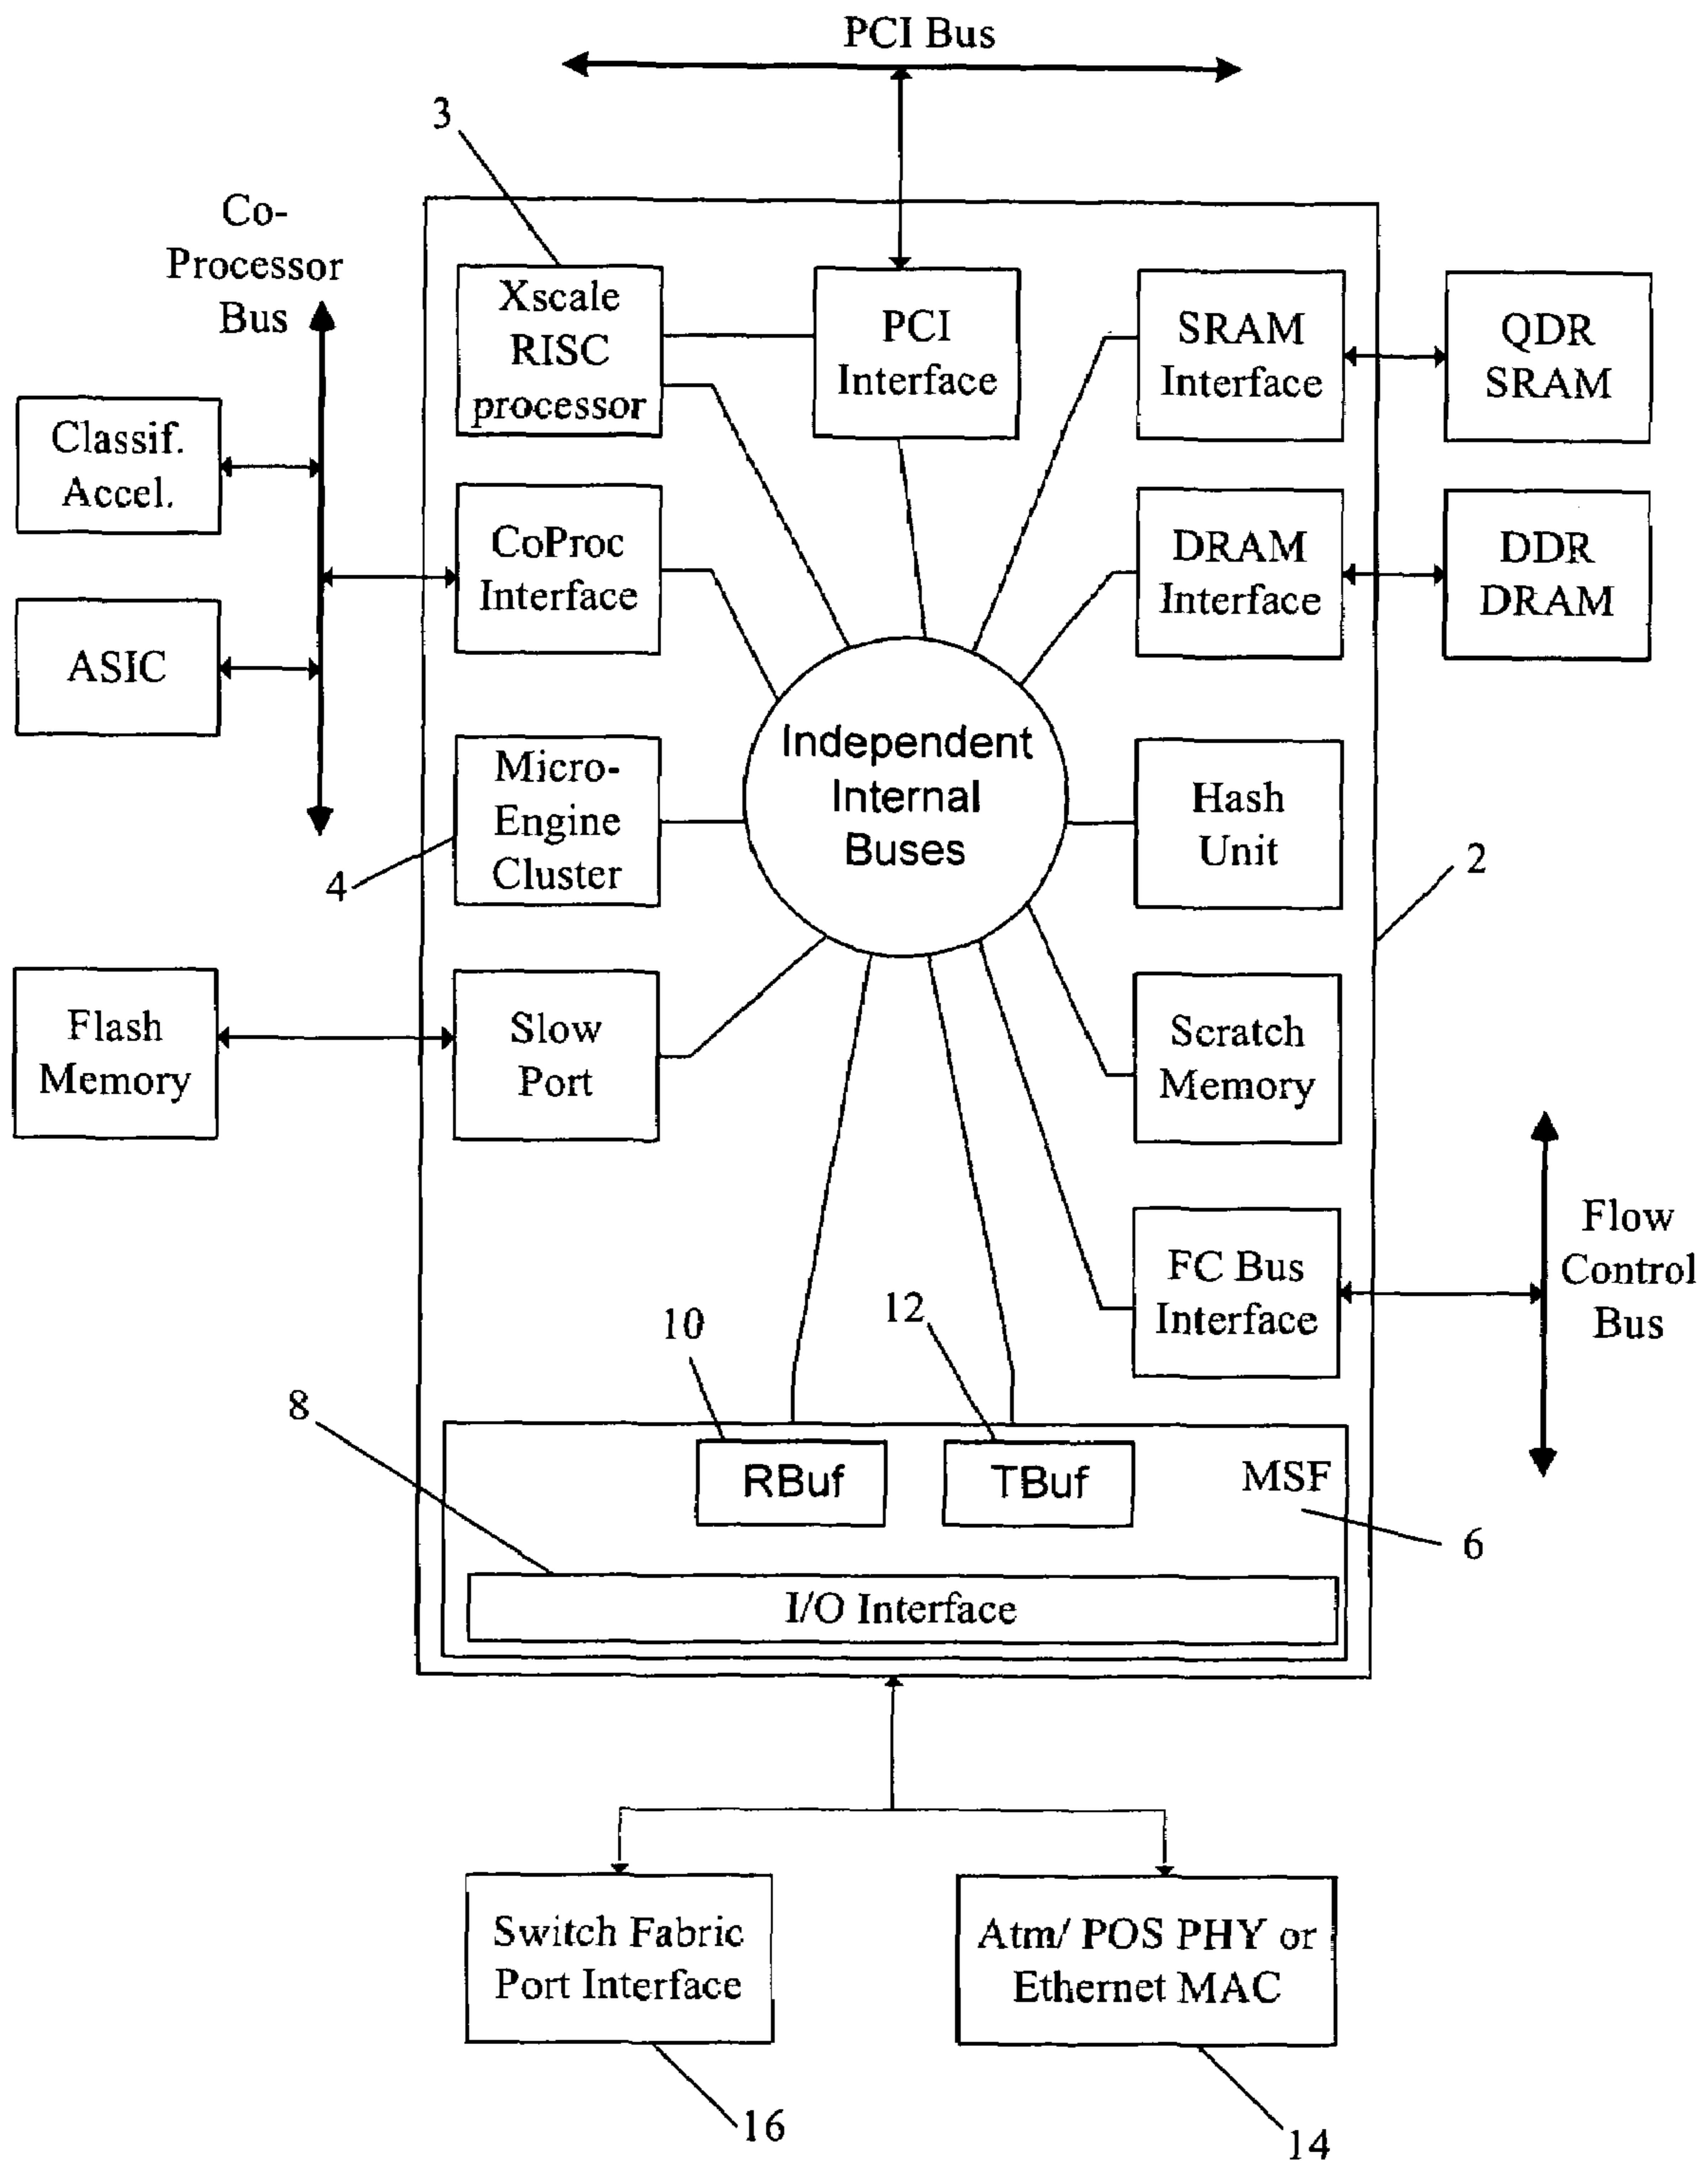 PCI Bus
3
Co-
Processor
Bus
Xscale
RISC
processor
PCI
Interface
SRAM
Interface
QDR
SRAM
Classif.
Accel.
CoProc
Interface
DRAM
Interface
DDR
DRAM
ASIC
Independent
Internal
Buses
Micro-
Engine
Cluster
4
Hash
Unit
2
Flash
Memory
Slow
Port
Scratch
Memory
Flow
Control
Bus
FC Bus
Interface
10
12
8
RBuf
TBuf
MSF
6
I/O Interface
Switch Fabric
Port Interface
Atm/ POS PHY or
Ethernet MAC
16
14